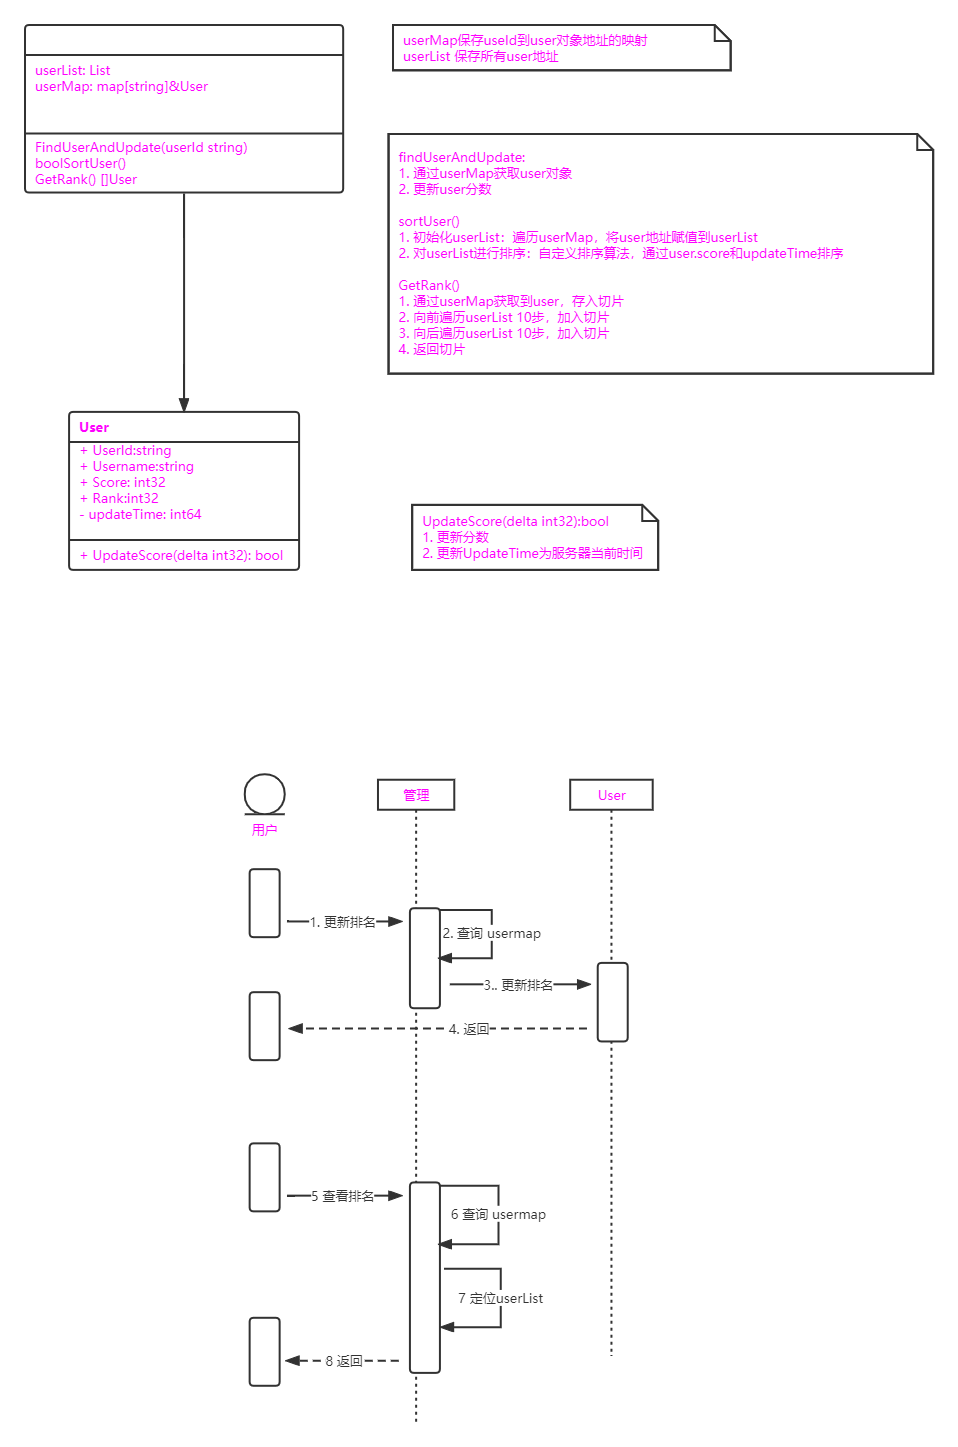 userList: List
userMap: map[string]&User
FindUserAndUpdate(userId string)
boolSortUser()
GetRank() []User
userMap保存useId到user对象地址的映射
userList 保存所有user地址
findUserAndUpdate:
1. 通过userMap获取user对象
2. 更新user分数
sortUser()
1. 初始化userList：遍历userMap，将user地址赋值到userList
2. 对userList进行排序：自定义排序算法，通过user.score和updateTime排序
GetRank()
1. 通过userMap获取到user，存入切片
2. 向前遍历userList 10步，加入切片
3. 向后遍历userList 10步，加入切片
4. 返回切片
User
+ UserId:string
+ Username:string
+ Score: int32
+ Rank:int32
- updateTime: int64
+ UpdateScore(delta int32): bool
UpdateScore(delta int32):bool
1. 更新分数
2. 更新UpdateTime为服务器当前时间
用户
管理
User
1. 更新排名
2. 查询 usermap
3.. 更新排名
4. 返回
5 查看排名
6 查询 usermap
7 定位userList
8 返回